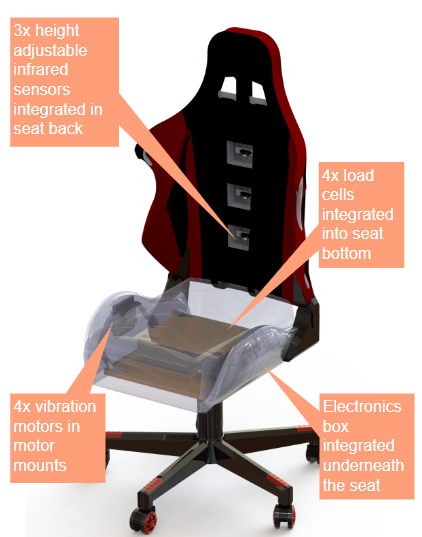 3x height
adjustable
infrared
sensors
integrated in
seat back
4x load
cells
integrated
into seat
bottom
4x vibration
motors in
motor
mounts
Electronics
box
integrated
underneath
the seat